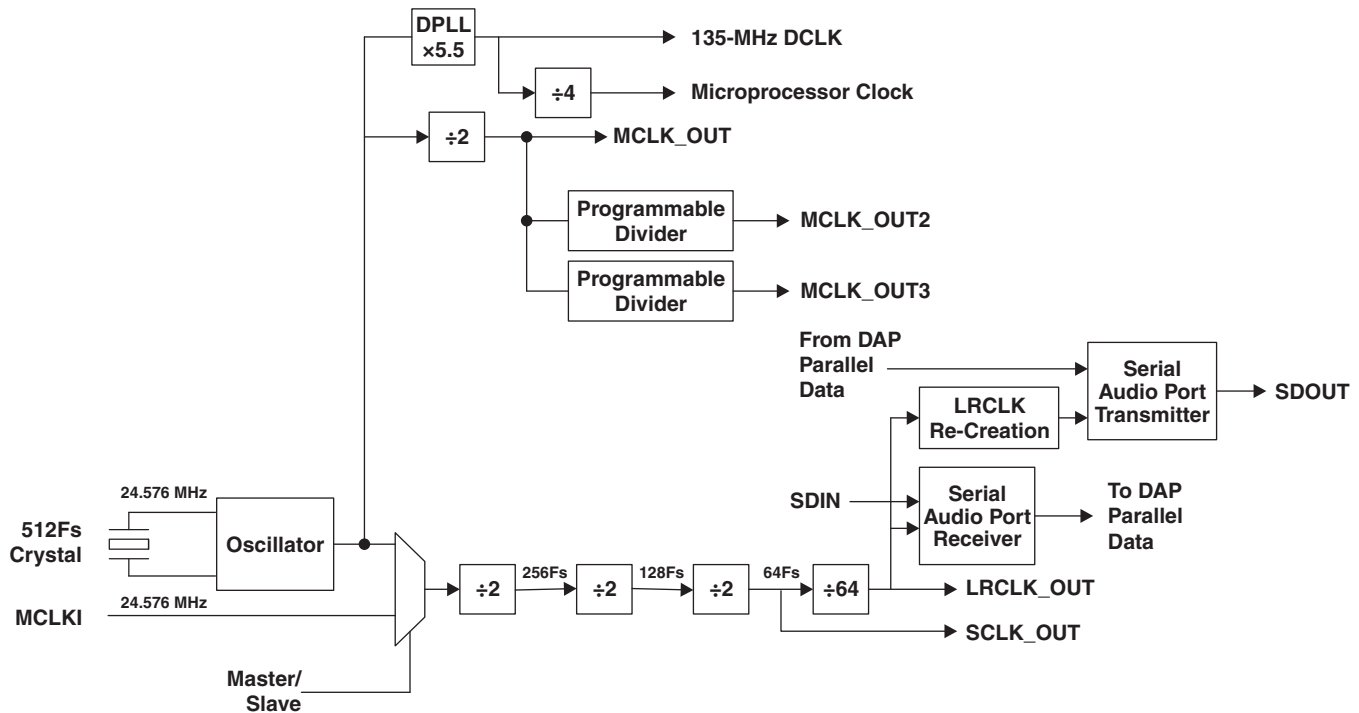 DPLL
×5.5
135-MHz DCLK
÷4
Microprocessor Clock
÷2
MCLK_OUT
Programmable
Divider
MCLK_OUT2
Programmable
Divider
MCLK_OUT3
From DAP
Parallel
Data
Serial
Audio Port
Transmitter
SDOUT
LRCLK
Re-Creation
24.576 MHz
512Fs
Crystal
Oscillator
SDIN
Serial
Audio Port
Receiver
To DAP
Parallel
Data
MCLKI
24.576 MHz
÷2
256Fs
÷2
128Fs
÷2
64Fs
÷64
LRCLK_OUT
SCLK_OUT
Master/
Slave